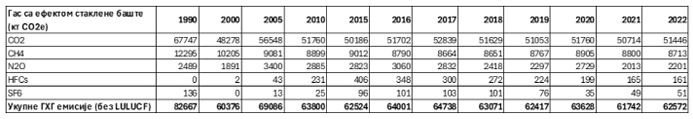 Гас са ефектом стаклене баште (кт CO2e) 1990 2000 2005 2010 2015 2016 2017 2018 2019 2020 2021 2022
CO2 67747 48278 56548 51760 50186 51702 52839 51629 51053 51760 50714 51446
CH4 12295 10205 9081 8899 9012 8790 8664 8651 8767 8905 8800 8713
N2O 2489 1891 3400 2885 2823 3060 2832 2418 2297 2729 2013 2201
HFCs 0 2 43 231 406 348 300 272 224 199 165 161
SF6 136 0 13 25 96 101 103 101 76 35 49 51
Укупне ГХГ емисије (без LULUCF) 82667 60376 69086 63800 62524 64001 64738 63071 62417 63628 61742 62572